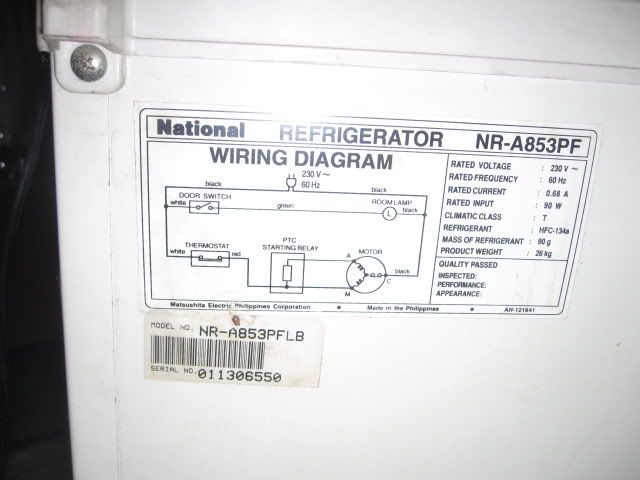 National REFRIGERATOR NR-A853PF
WIRING DIAGRAM
230 V ~
60 Hz
black
black
DOOR SWITCH
ROOM LAMP
white
green
L
black
THERMOSTAT
PTC
STARTING RELAY
MOTOR
white
red
A
black
C
M
RATED VOLTAGE : 230 V ~
RATED FREQUENCY : 60 Hz
RATED CURRENT : 0.68 A
RATED INPUT : 90 W
CLIMATIC CLASS : T
REFRIGERANT : HFC-134a
MASS OF REFRIGERANT : 90 g
PRODUCT WEIGHT : 26 kg
QUALITY PASSED
INSPECTED:
PERFORMANCE:
APPEARANCE:
Matsushita Electric Philippines Corporation Made in the Philippines AH-121641
MODEL NO. NR-A853PFLB
SERIAL NO. 011306550